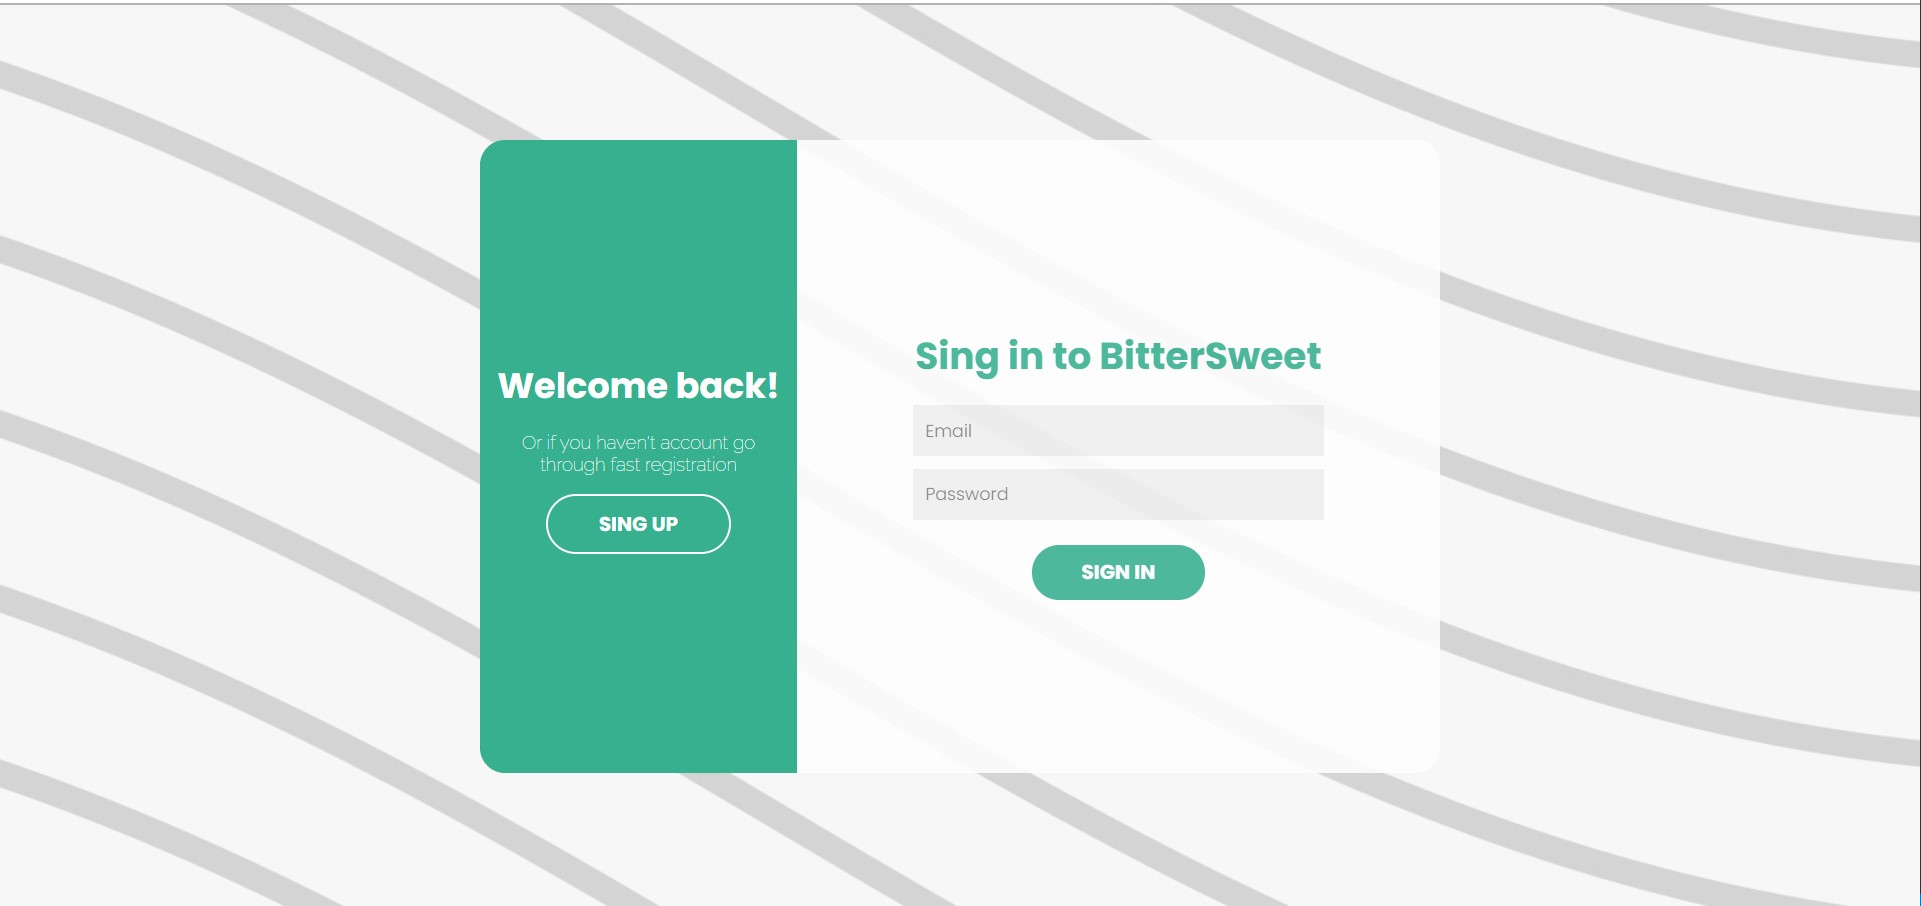 Welcome back!
Or if you haven't account go
through fast registration
SING UP
Sing in to BitterSweet
Email
Password
SIGN IN